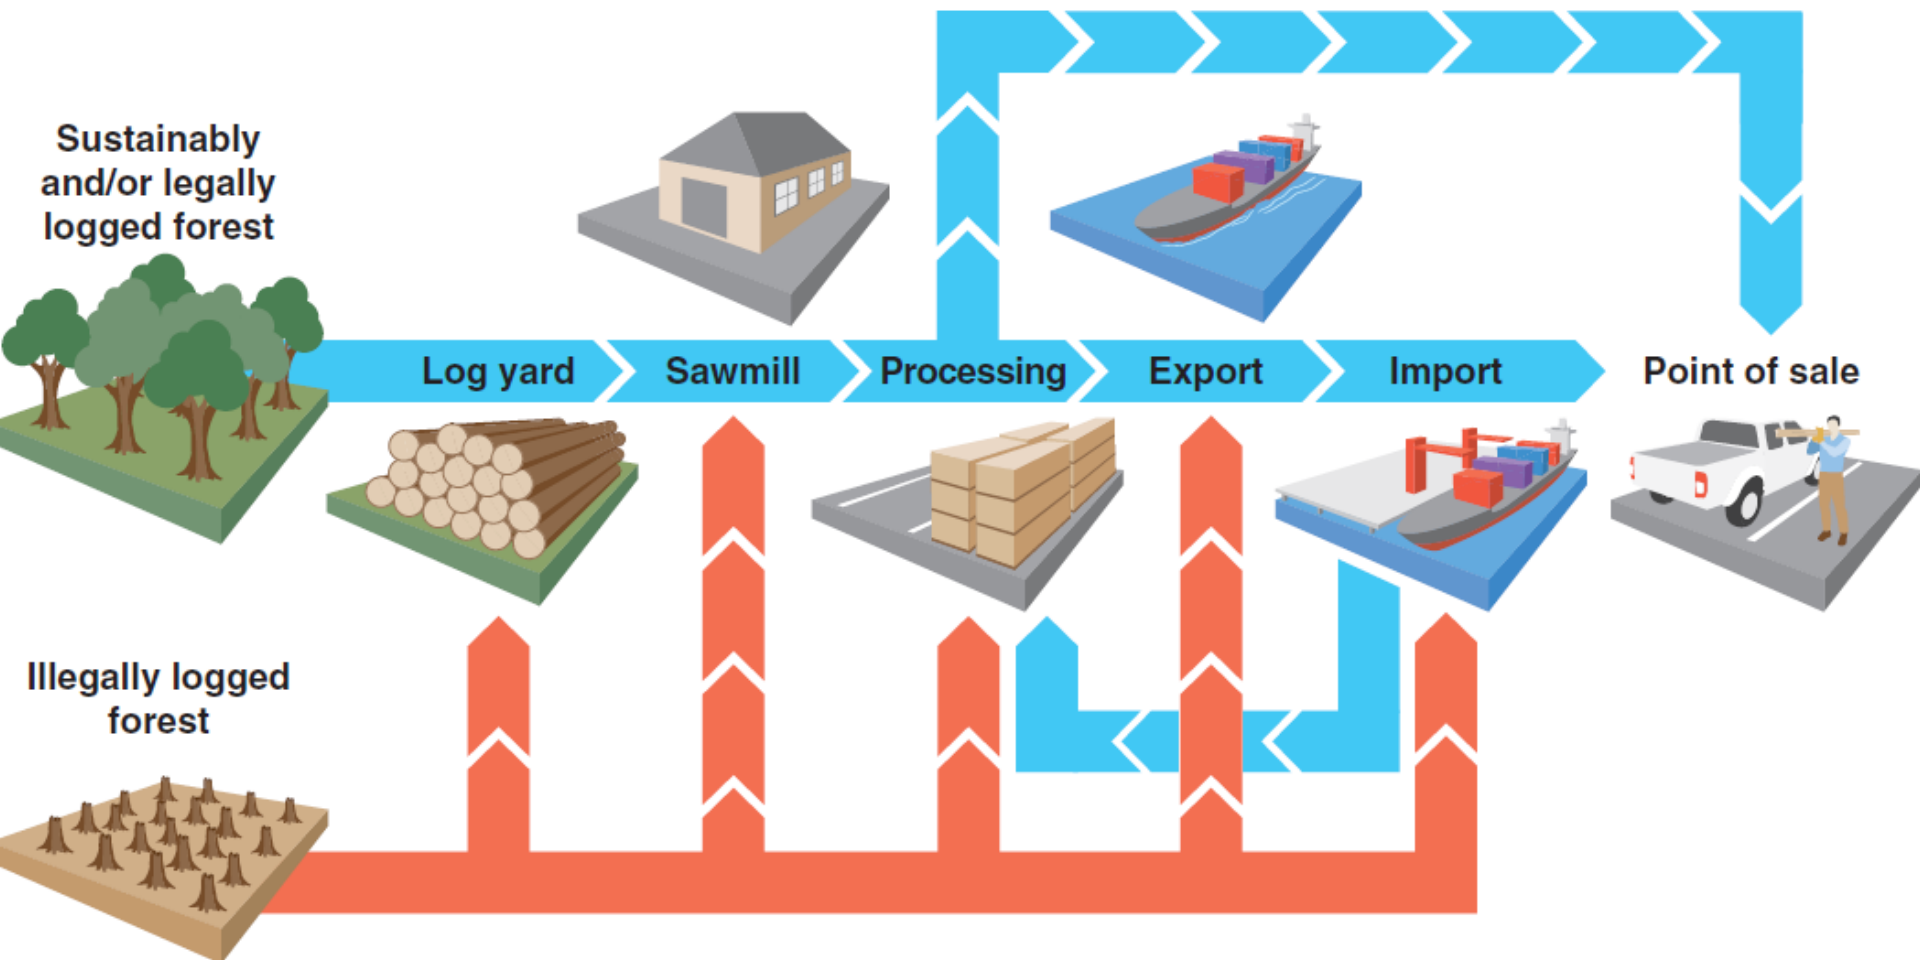 Sustainably
and/or legally
logged forest
Log yard
Sawmill
Processing
Export
Import
Point of sale
Illegally logged
forest